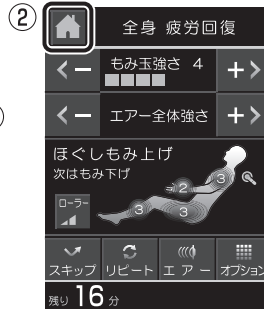 ②
全身 疲労回復
もみ玉強さ 4
エアー全体強さ
ほぐしもみ上げ
次はもみ下げ
ローラー
3
2
3
3
スキップ リピート エアー オプション
残り 16 分